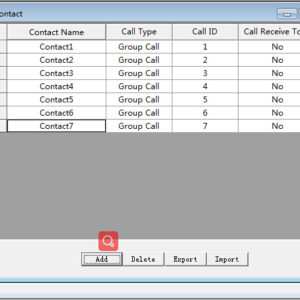 ontact
Contact Name Call Type Call ID Call Receive To
Contact1 Group Call 1 No
Contact2 Group Call 2 No
Contact3 Group Call 3 No
Contact4 Group Call 4 No
Contact5 Group Call 5 No
Contact6 Group Call 6 No
Contact7 Group Call 7 No
Add Delete Export Import